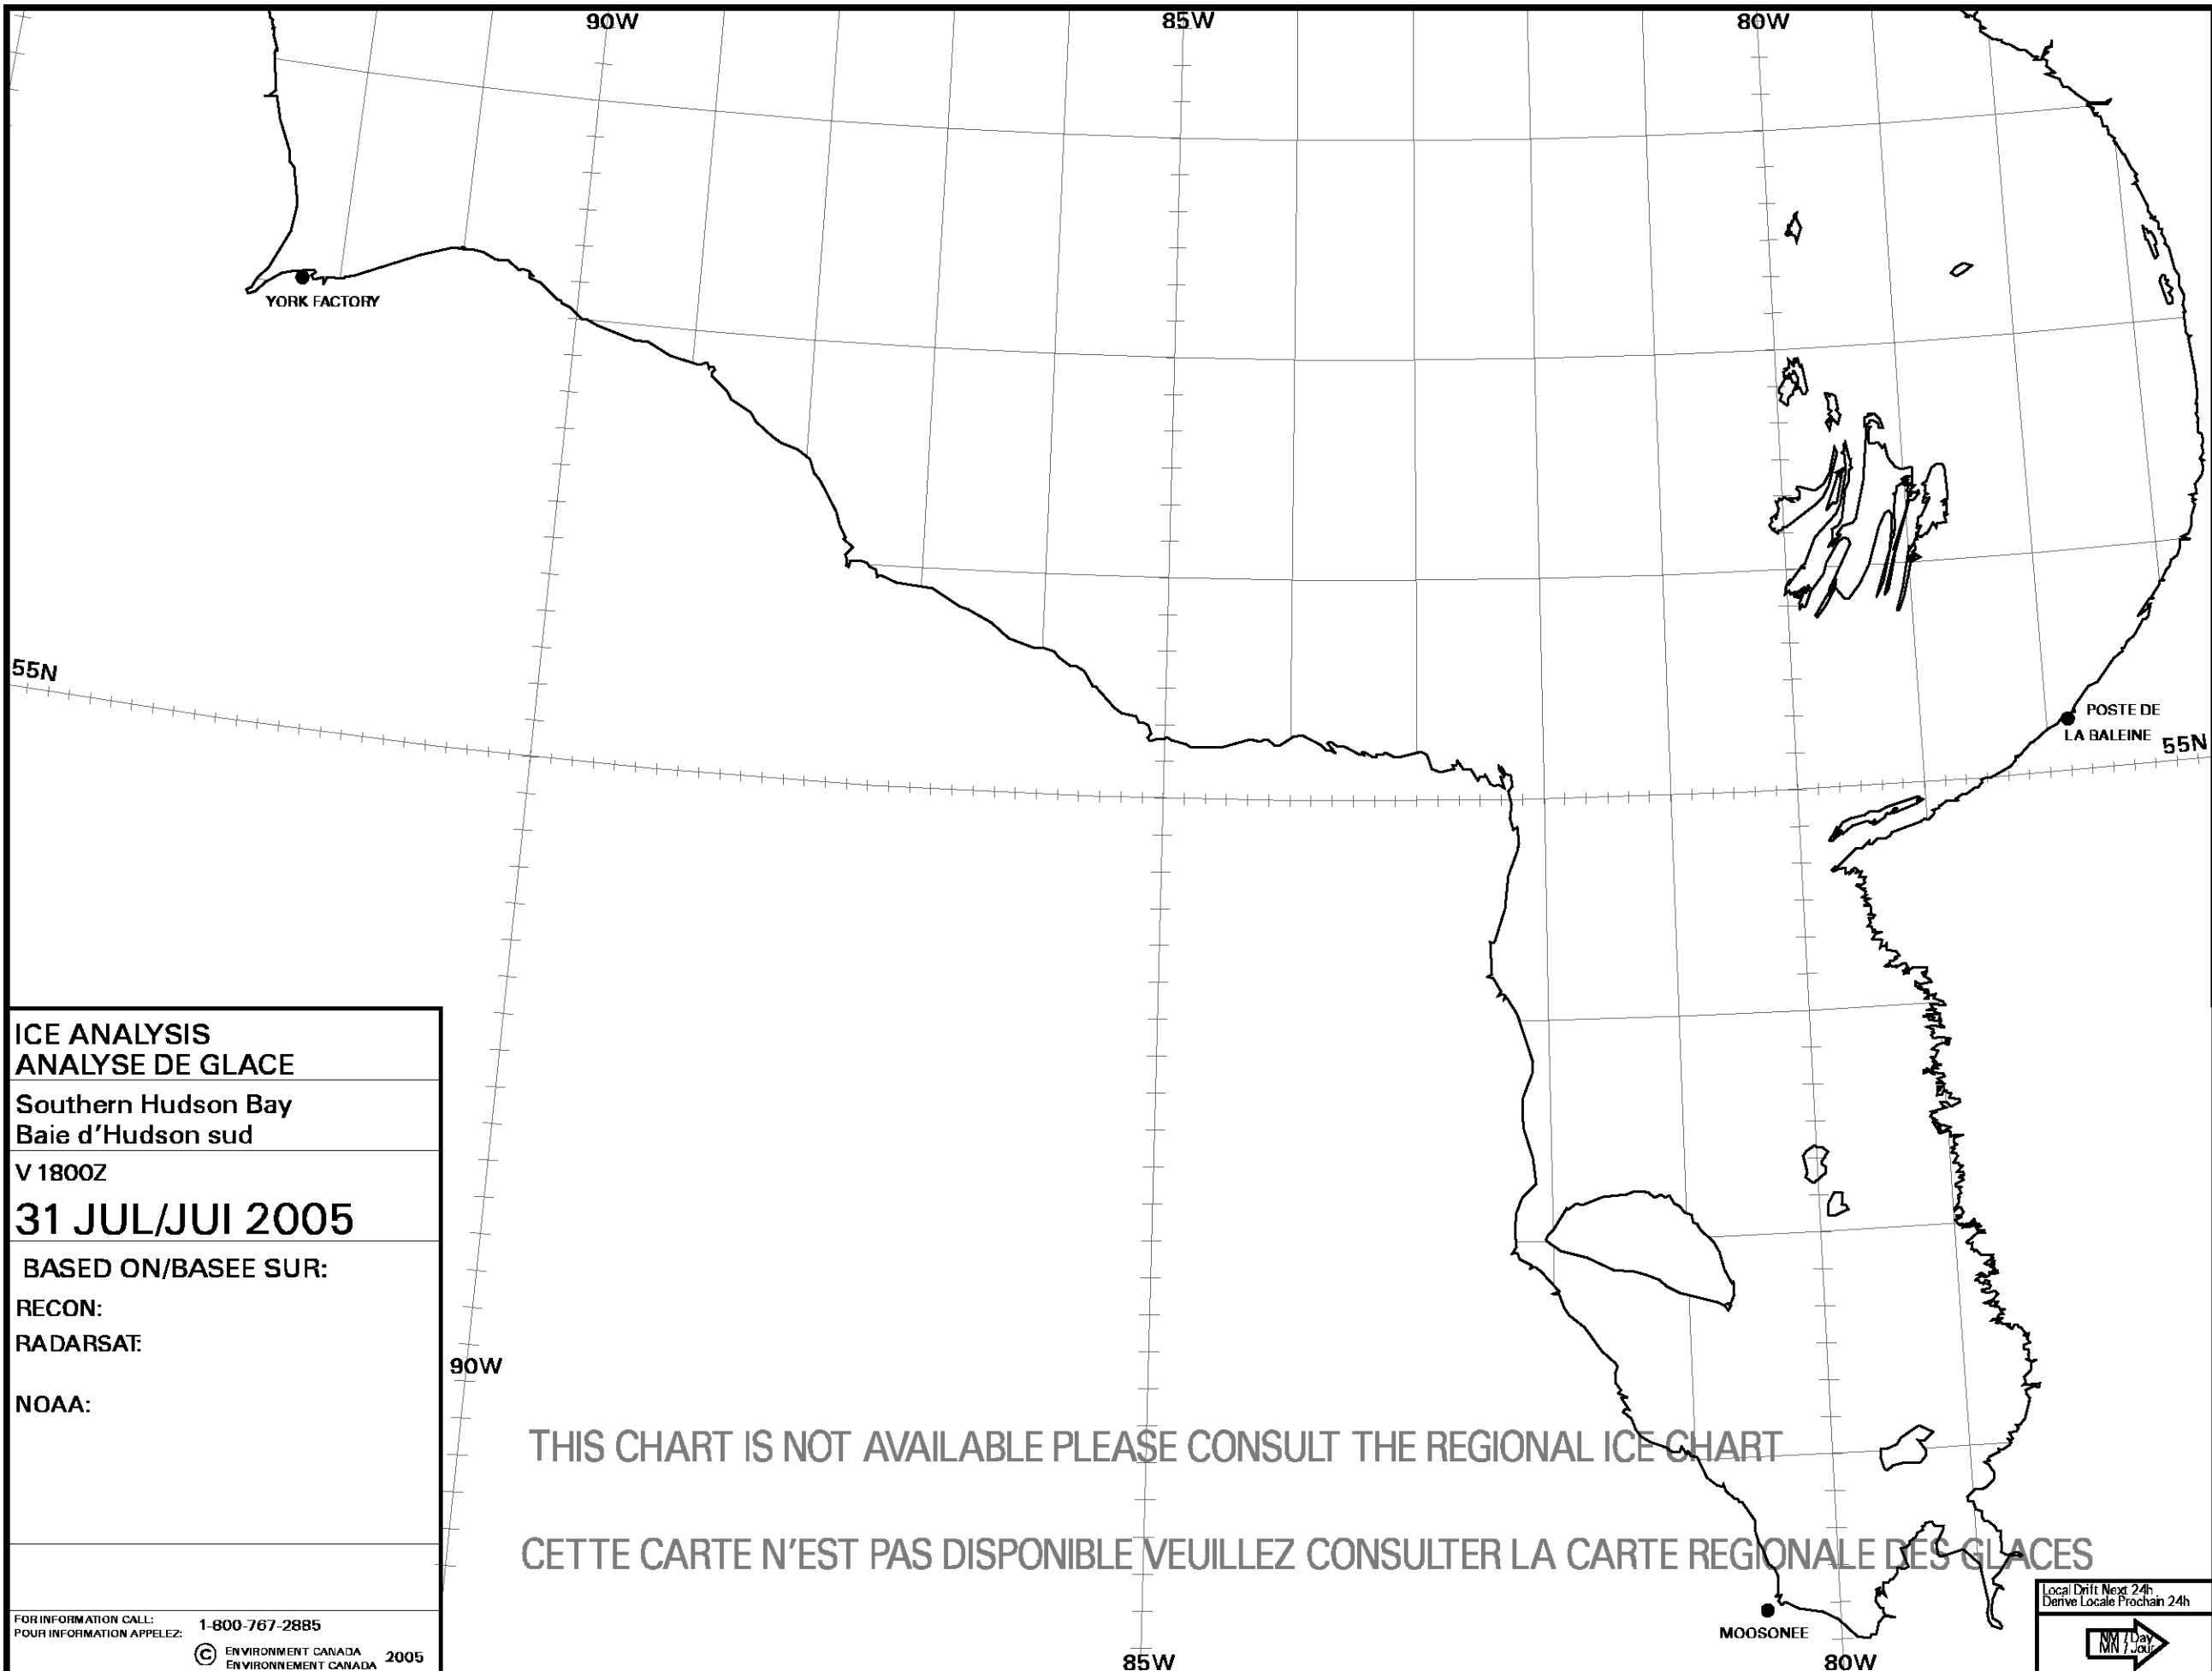 90W
85W
80W
YORK FACTORY
55N
POSTE DE
LA BALEINE
55N
ICE ANALYSIS
ANALYSE DE GLACE
Southern Hudson Bay
Baie d'Hudson sud
V 1800Z
31 JUL/JUI 2005
BASED ON/BASEE SUR:
RECON:
RADARSAT:
NOAA:
90W
THIS CHART IS NOT AVAILABLE PLEASE CONSULT THE REGIONAL ICE CHART
CETTE CARTE N'EST PAS DISPONIBLE VEUILLEZ CONSULTER LA CARTE REGIONALE DES GLACES
FOR INFORMATION CALL: 1-800-767-2885
POUR INFORMATION APPELEZ:
© ENVIRONMENT CANADA 2005
ENVIRONNEMENT CANADA
MOOSONEE
85W
80W
Local Drift Next 24h
Derive Locale Prochain 24h
NM / Day
MN / Jour